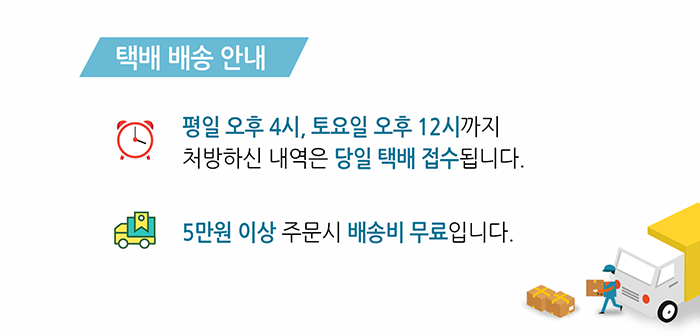 택배 배송 안내
평일 오후 4시, 토요일 오후 12시까지
처방하신 내역은 당일 택배 접수됩니다.
5만원 이상 주문시 배송비 무료입니다.